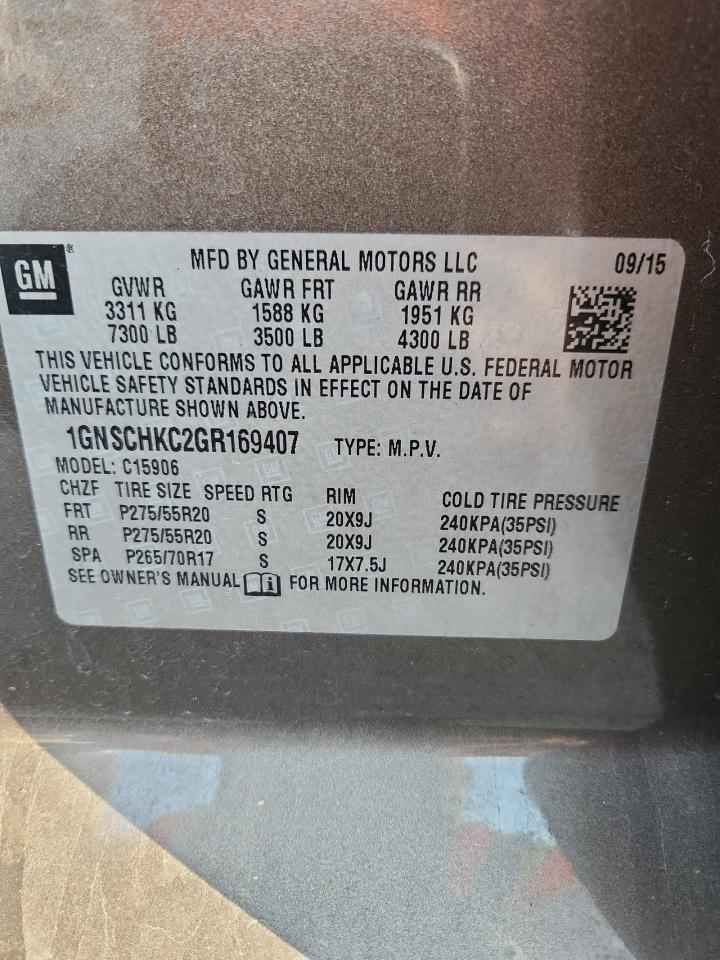 GM®
MFD BY GENERAL MOTORS LLC 09/15
GVWR GAWR FRT GAWR RR
3311 KG 1588 KG 1951 KG
7300 LB 3500 LB 4300 LB
THIS VEHICLE CONFORMS TO ALL APPLICABLE U.S. FEDERAL MOTOR
VEHICLE SAFETY STANDARDS IN EFFECT ON THE DATE OF
MANUFACTURE SHOWN ABOVE.
1GNSCHKC2GR169407 TYPE: M.P.V.
MODEL: C15906
CHZF TIRE SIZE SPEED RTG RIM COLD TIRE PRESSURE
FRT P275/55R20 S 20X9J 240KPA(35PSI)
RR P275/55R20 S 20X9J 240KPA(35PSI)
SPA P265/70R17 S 17X7.5J 240KPA(35PSI)
SEE OWNER'S MANUAL FOR MORE INFORMATION.